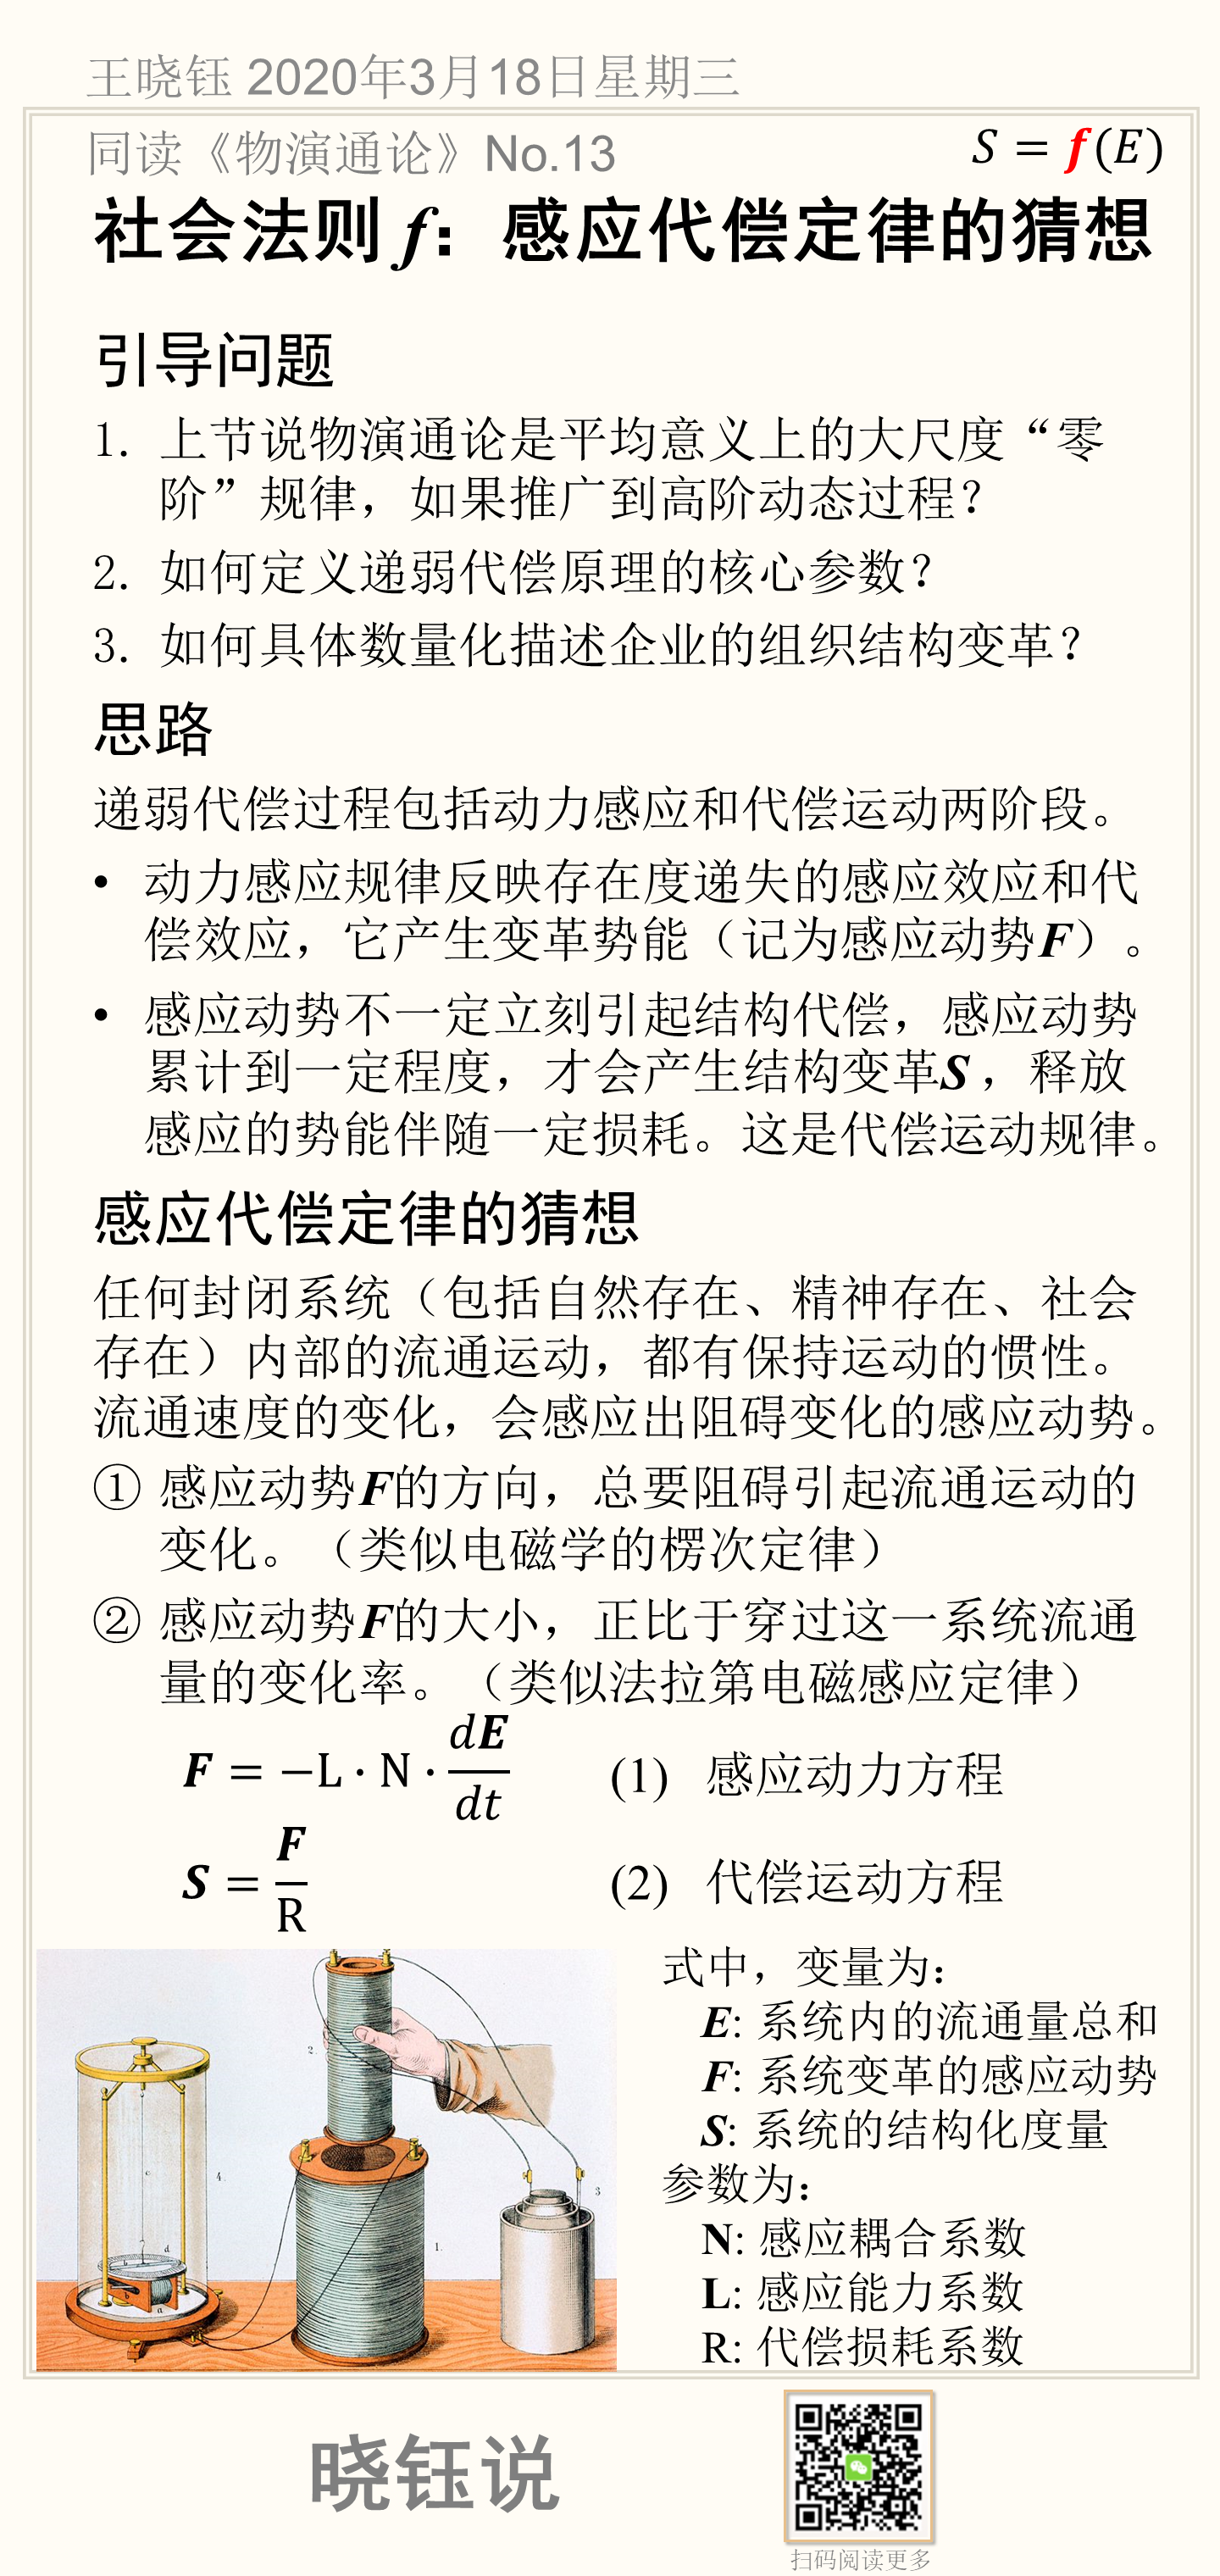 王晓钰 2020年3月18日星期三
同读《物演通论》No.13
S = f(E)
社会法则 f：感应代偿定律的猜想
引导问题
1. 上节说物演通论是平均意义上的大尺度“零
阶”规律，如果推广到高阶动态过程？
2. 如何定义递弱代偿原理的核心参数？
3. 如何具体数量化描述企业的组织结构变革？
思路
递弱代偿过程包括动力感应和代偿运动两阶段。
• 动力感应规律反映存在度递失的感应效应和代
偿效应，它产生变革势能（记为感应动势F）。
• 感应动势不一定立刻引起结构代偿，感应动势
累计到一定程度，才会产生结构变革S，释放
感应的势能伴随一定损耗。这是代偿运动规律。
感应代偿定律的猜想
任何封闭系统（包括自然存在、精神存在、社会
存在）内部的流通运动，都有保持运动的惯性。
流通速度的变化，会感应出阻碍变化的感应动势。
① 感应动势F的方向，总要阻碍引起流通运动的
变化。（类似电磁学的楞次定律）
② 感应动势F的大小，正比于穿过这一系统流通
量的变化率。（类似法拉第电磁感应定律）
F = −L · N · dE/dt (1) 感应动力方程
S = F/R (2) 代偿运动方程
式中，变量为：
E: 系统内的流通量总和
F: 系统变革的感应动势
S: 系统的结构化度量
参数为：
N: 感应耦合系数
L: 感应能力系数
R: 代偿损耗系数
2.
4.
3
1.
晓钰说
扫码阅读更多